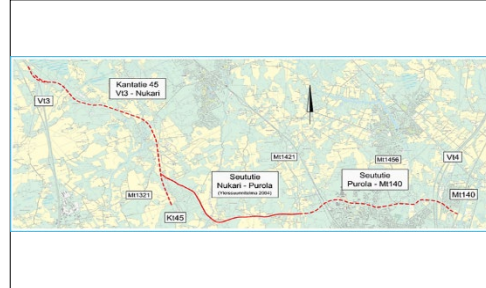 Kantatie 45
Vt3 - Nukari
Vt3
Mt1421
Mt1456
Vt4
Seututie
Nukari - Purola
(Yleissuunnitelma 2004)
Seututie
Purola - Mt140
Mt1321
Kt45
Mt140